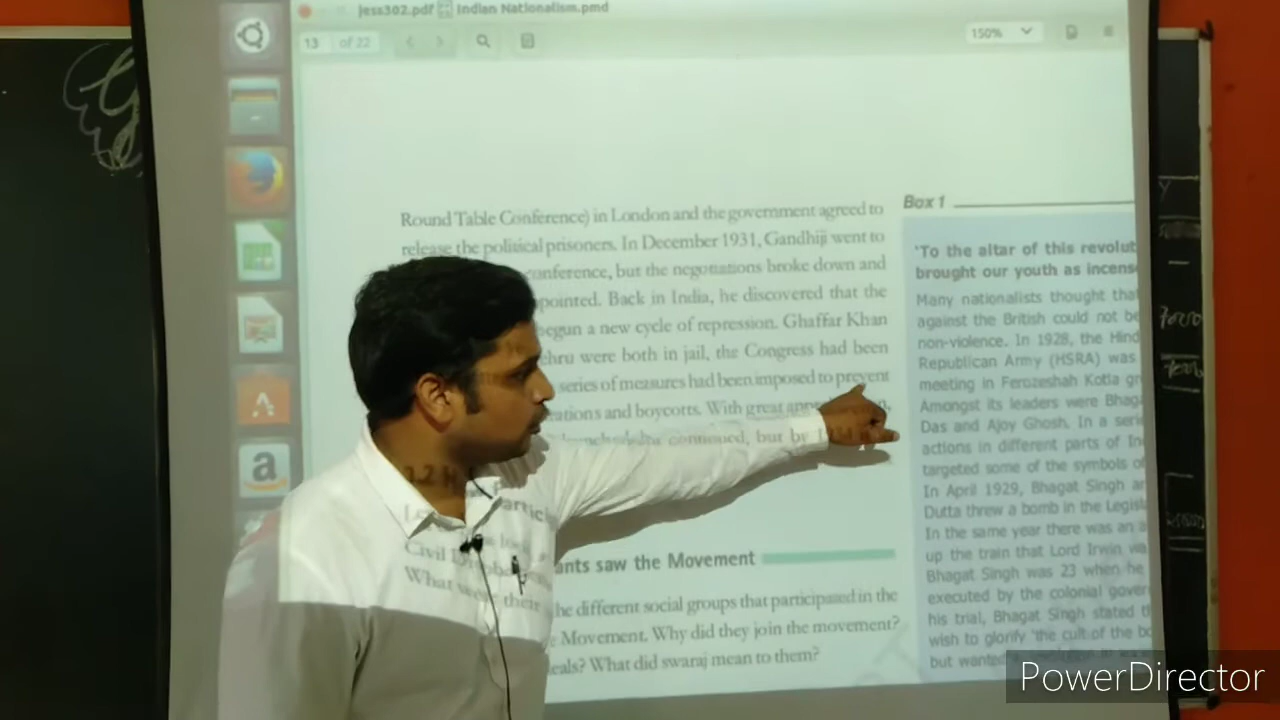 jess302.pdf Indian Nationalism.pmd
13 of 22
150%
Round Table Conference) in London and the government agreed to
release the political prisoners. In December 1931, Gandhiji went to
onference, but the negotiations broke down and
pointed. Back in India, he discovered that the
begun a new cycle of repression. Ghaffar Khan
hru were both in jail, the Congress had been
series of measures had been imposed to prevent
ations and boycotts. With great
continued, but by
ants saw the Movement
he different social groups that participated in the
e Movement. Why did they join the movement?
eals? What did swaraj mean to them?
Box 1
'To the altar of this revolut
brought our youth as incens
Many nationalists thought that
against the British could not be
non-violence. In 1928, the Hind
Republican Army (HSRA) was
meeting in Ferozeshah Kotla gr
Amongst its leaders were Bhag
Das and Ajoy Ghosh. In a seri
actions in different parts of In
targeted some of the symbols of
In April 1929, Bhagat Singh an
Dutta threw a bomb in the Legisl
In the same year there was an a
up the train that Lord Irwin wa
Bhagat Singh was 23 when he
executed by the colonial gover
his trial, Bhagat Singh stated th
wish to glorify 'the cult of the bo
but wanted
PowerDirector